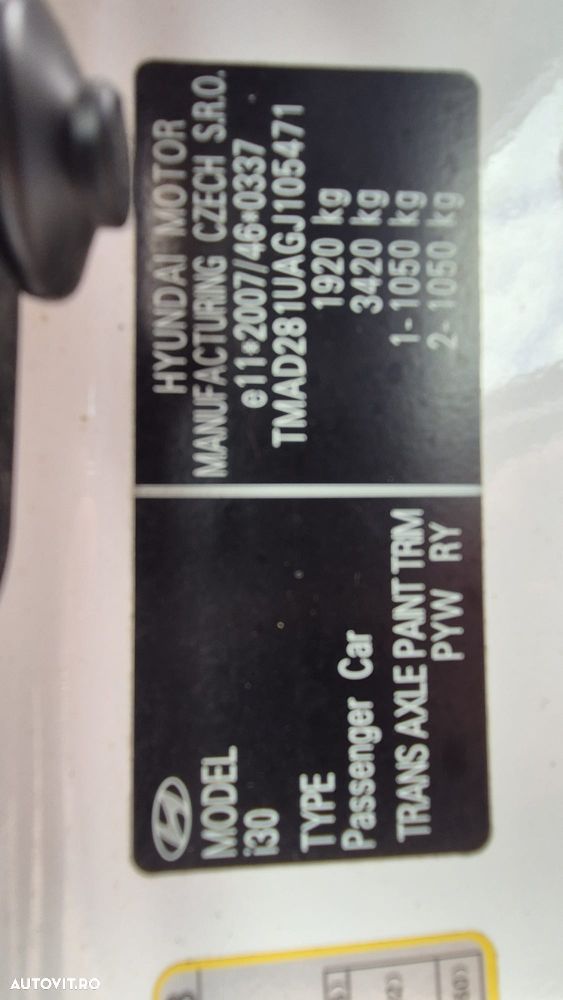 HYUNDAI MOTOR
MANUFACTURING CZECH S.R.O.
e11*2007/46*0337
TMAD281UAGJ105471
1920 kg
3420 kg
1- 1050 kg
2- 1050 kg
MODEL
i30
TYPE
Passenger Car
TRANS AXLE PAINT TRIM
PYW RY
AUTOVIT.RO